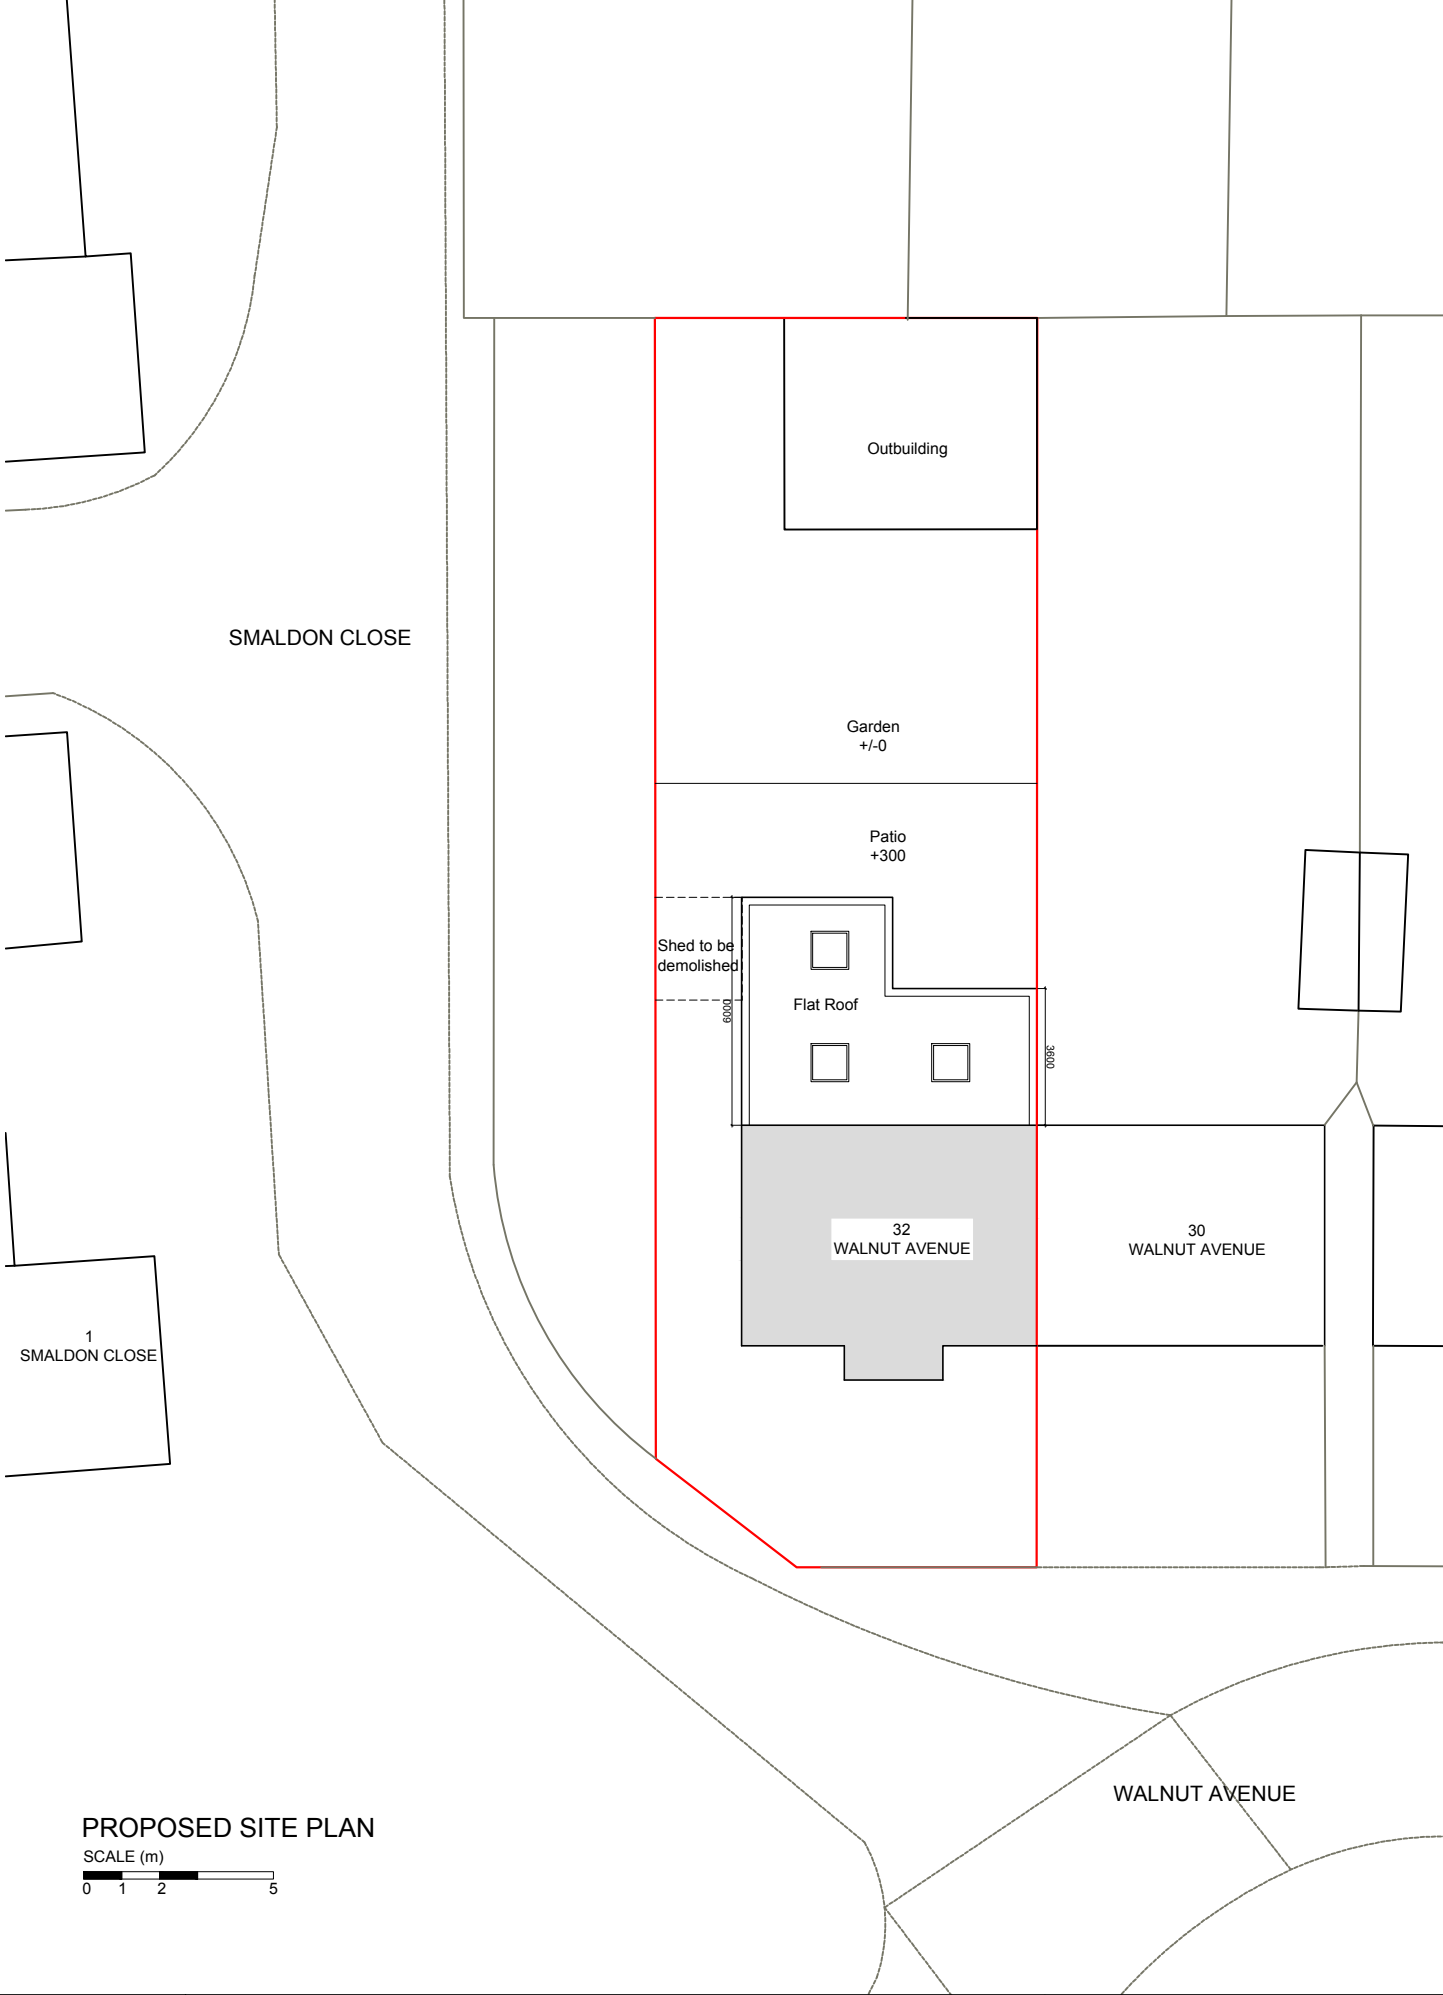 Outbuilding
SMALDON CLOSE
Garden
+/-0
Patio
+300
Shed to be
demolished
6000
Flat Roof
3600
32
WALNUT AVENUE
30
WALNUT AVENUE
1
SMALDON CLOSE
WALNUT AVENUE
PROPOSED SITE PLAN
SCALE (m)
0 1 2 5